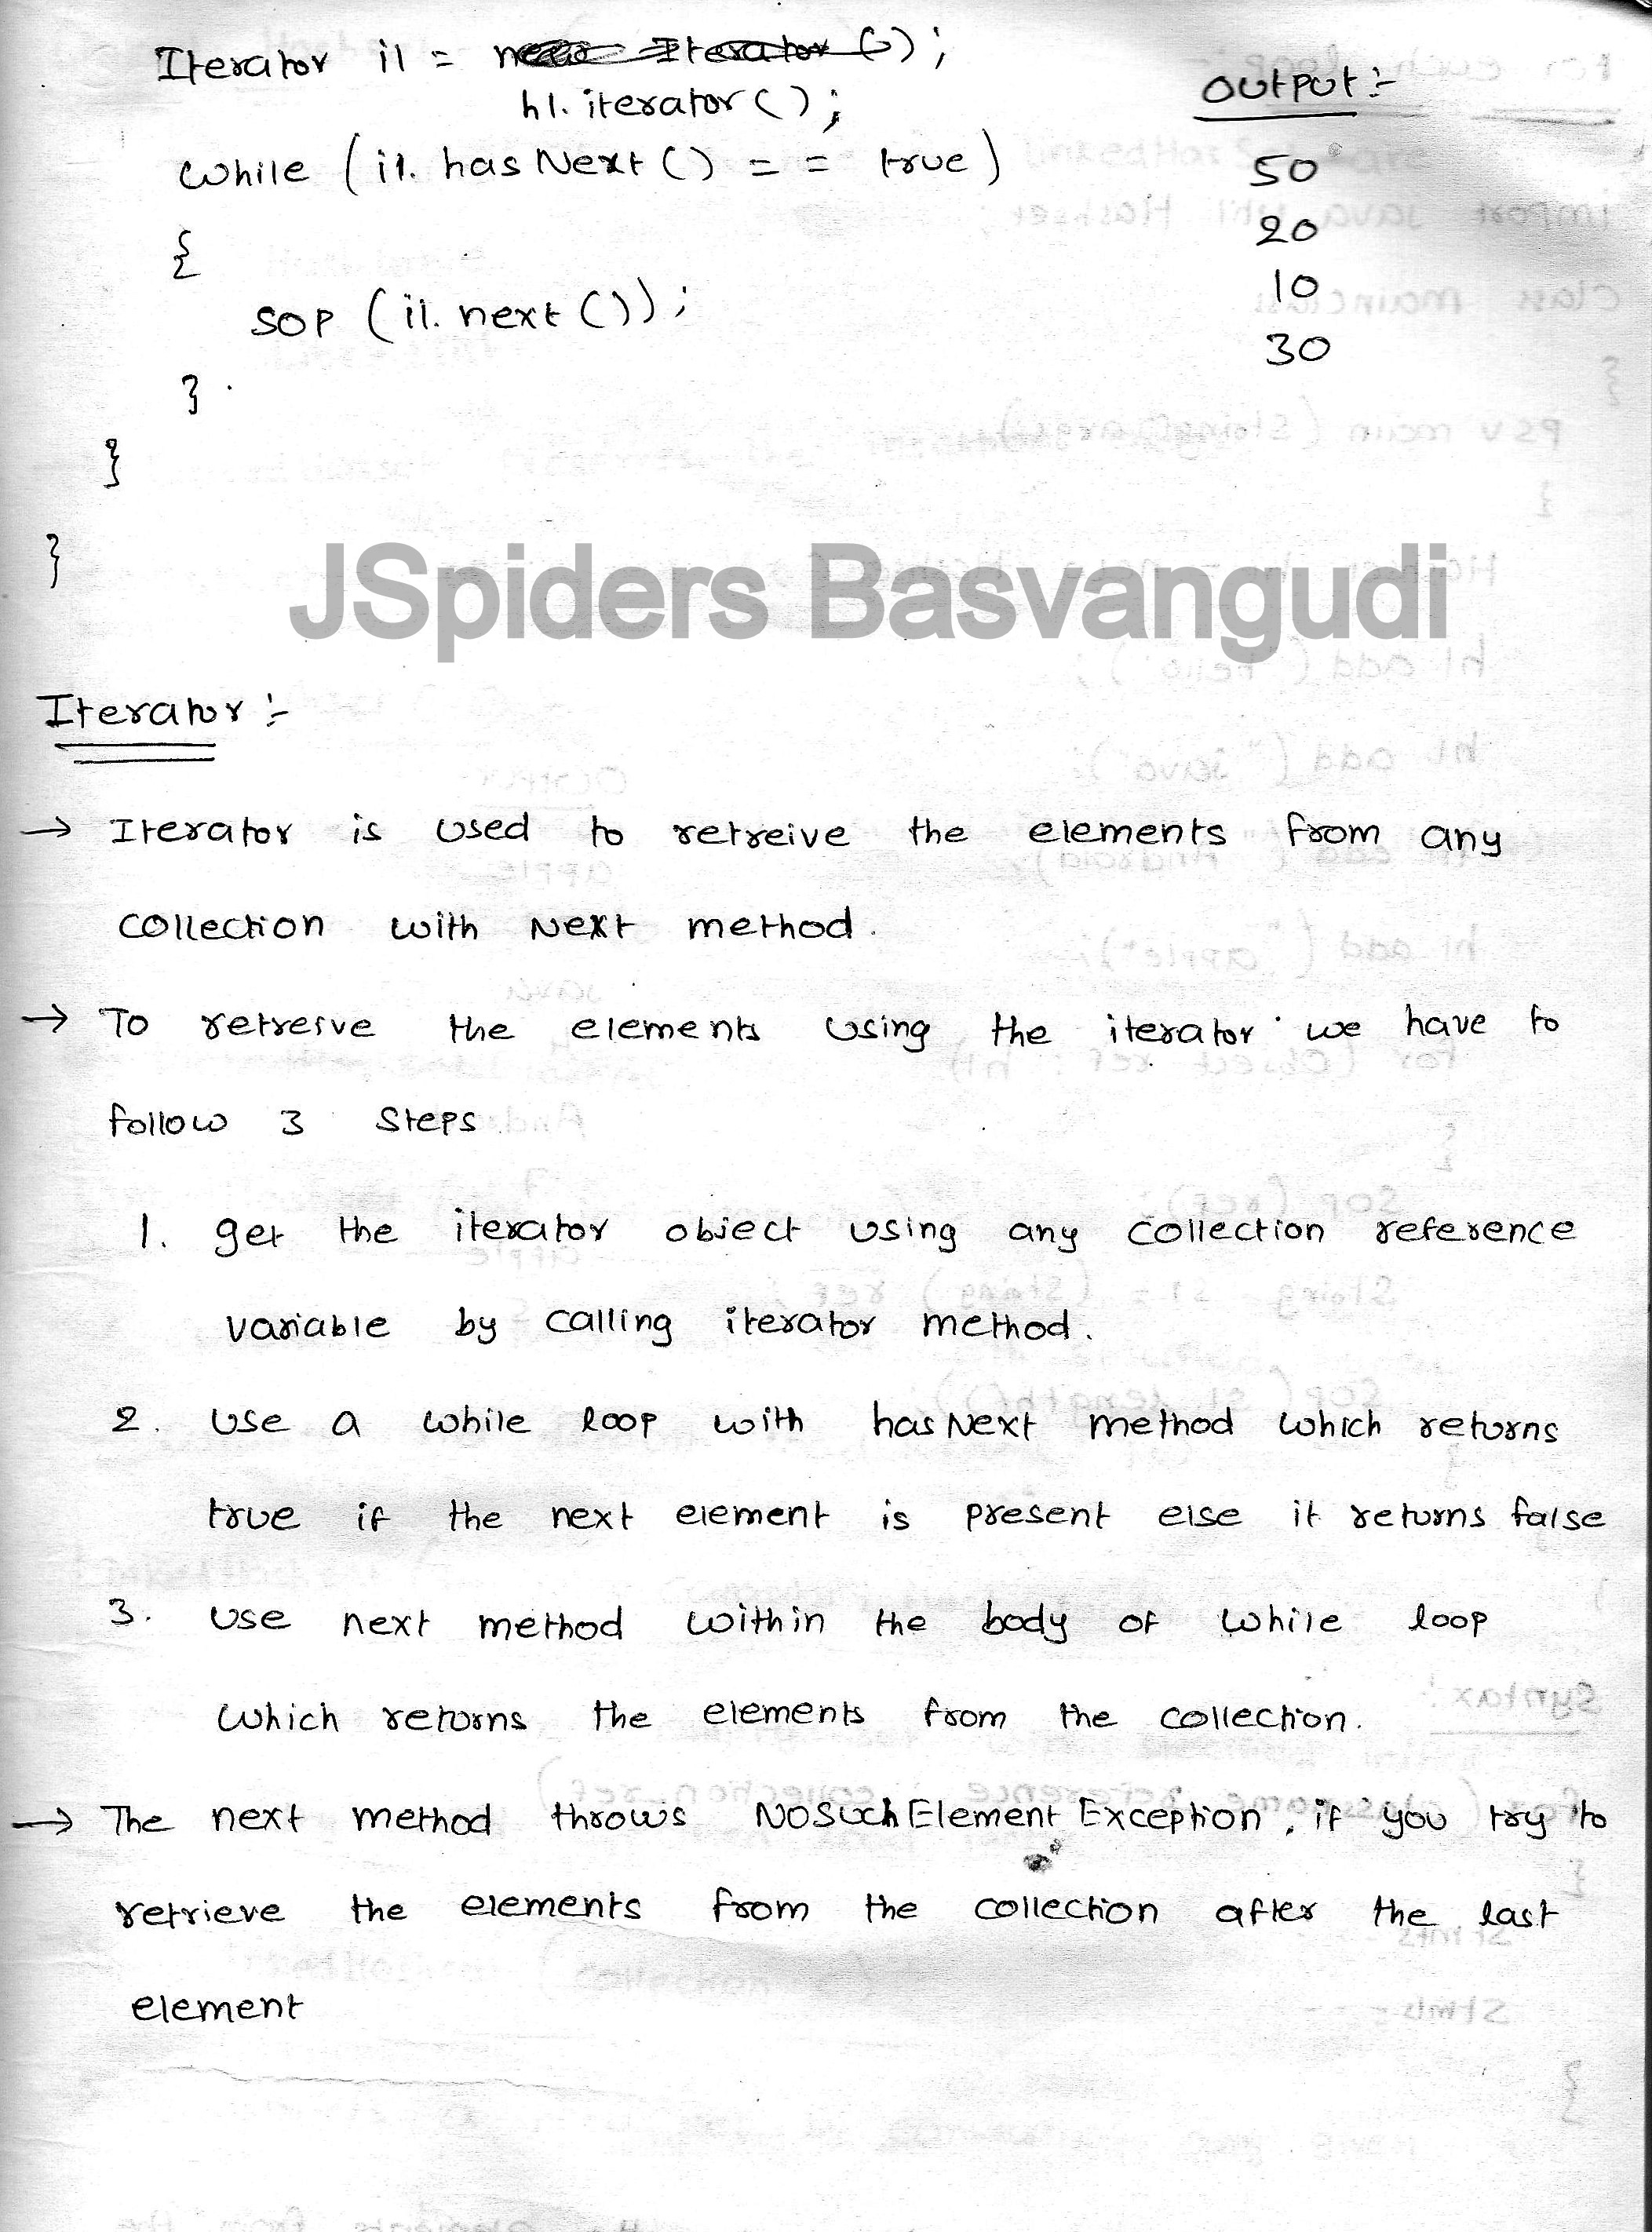 Iterator i1 = new Iterator();
h1.iterator();
while (i1.hasNext() == true)
{
SOP (i1.next());
}
}
}
Output:-
50
20
10
30
JSpiders Basvangudi
Iterator :-
→ Iterator is used to retreive the elements from any
collection with Next method.
→ To retreive the elements using the iterator we have to
follow 3 steps
1. get the iterator object using any collection reference
variable by calling iterator method.
2. Use a while loop with hasNext method which returns
true if the next element is present else it returns false
3. Use next method within the body of while loop
which returns the elements from the collection.
→ The next method throws NoSuchElementException, if you try to
retrieve the elements from the collection after the last
element